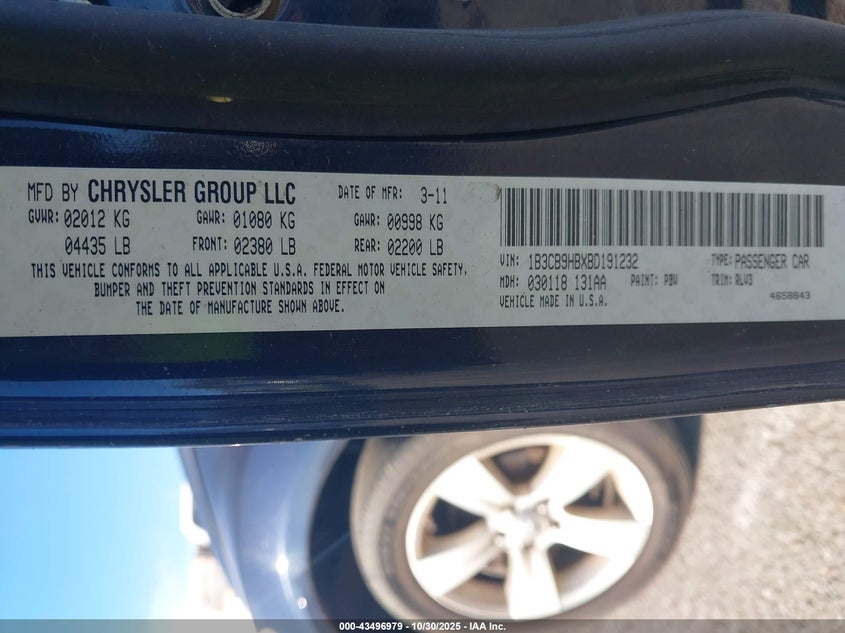 MFD BY CHRYSLER GROUP LLC DATE OF MFR: 3-11
GVWR: 02012 KG GAWR: 01080 KG GAWR: 00998 KG
04435 LB FRONT: 02380 LB REAR: 02200 LB
THIS VEHICLE CONFORMS TO ALL APPLICABLE U.S.A. FEDERAL MOTOR VEHICLE SAFETY,
BUMPER AND THEFT PREVENTION STANDARDS IN EFFECT ON
THE DATE OF MANUFACTURE SHOWN ABOVE.
VIN: 1B3CB9HBXBD191232 TYPE: PASSENGER CAR
MDH: 030118 131AA PAINT: PBV TRIM: RLV3
VEHICLE MADE IN U.S.A. 4658843
000-43496979 • 10/30/2025 - IAA Inc.